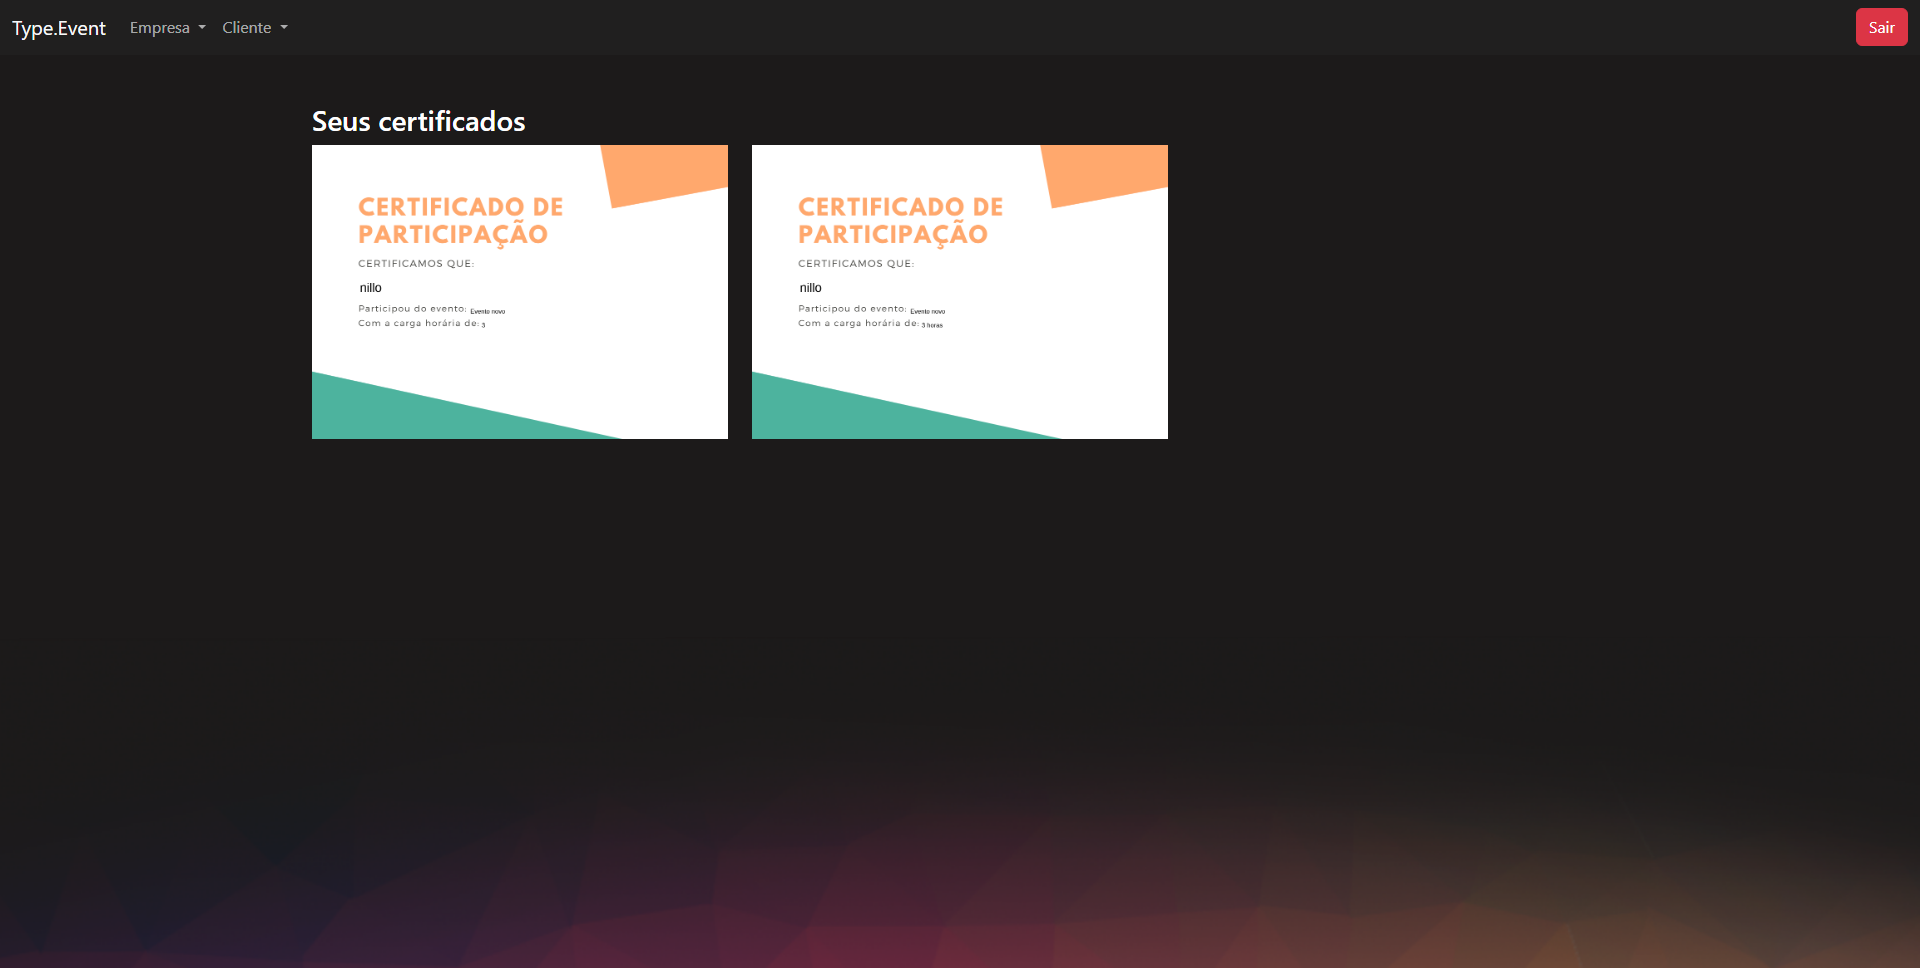 Type.Event Empresa Cliente Sair
Seus certificados
CERTIFICADO DE
PARTICIPAÇÃO
CERTIFICAMOS QUE:
nillo
Participou do evento: Evento novo
Com a carga horária de: 3
CERTIFICADO DE
PARTICIPAÇÃO
CERTIFICAMOS QUE:
nillo
Participou do evento: Evento novo
Com a carga horária de: 3 horas